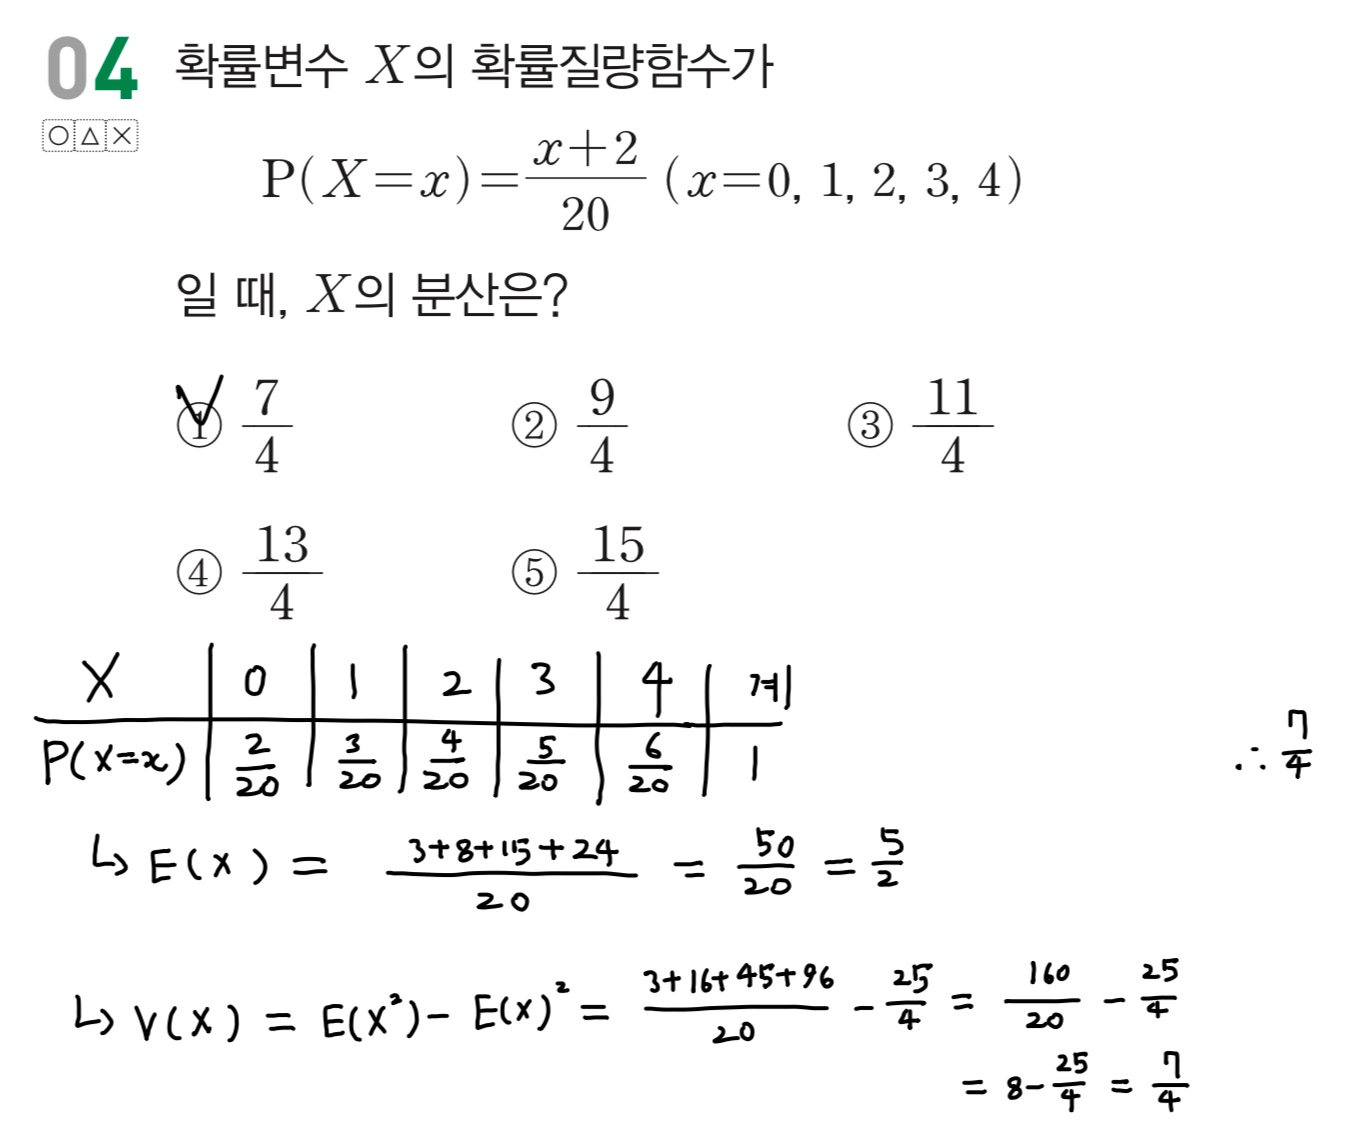 04 확률변수 X의 확률질량함수가
○ △ ×
P(X=x)=\frac{x+2}{20} (x=0, 1, 2, 3, 4)
일 때, X의 분산은?
① \frac{7}{4} ② \frac{9}{4} ③ \frac{11}{4}
④ \frac{13}{4} ⑤ \frac{15}{4}
X | 0 | 1 | 2 | 3 | 4 | 계
P(X=x) | \frac{2}{20} | \frac{3}{20} | \frac{4}{20} | \frac{5}{20} | \frac{6}{20} | 1
∴ \frac{7}{4}
↳ E(X) = \frac{3+8+15+24}{20} = \frac{50}{20} = \frac{5}{2}
↳ V(X) = E(X²) - E(X)² = \frac{3+16+45+96}{20} - \frac{25}{4} = \frac{160}{20} - \frac{25}{4}
= 8 - \frac{25}{4} = \frac{7}{4}